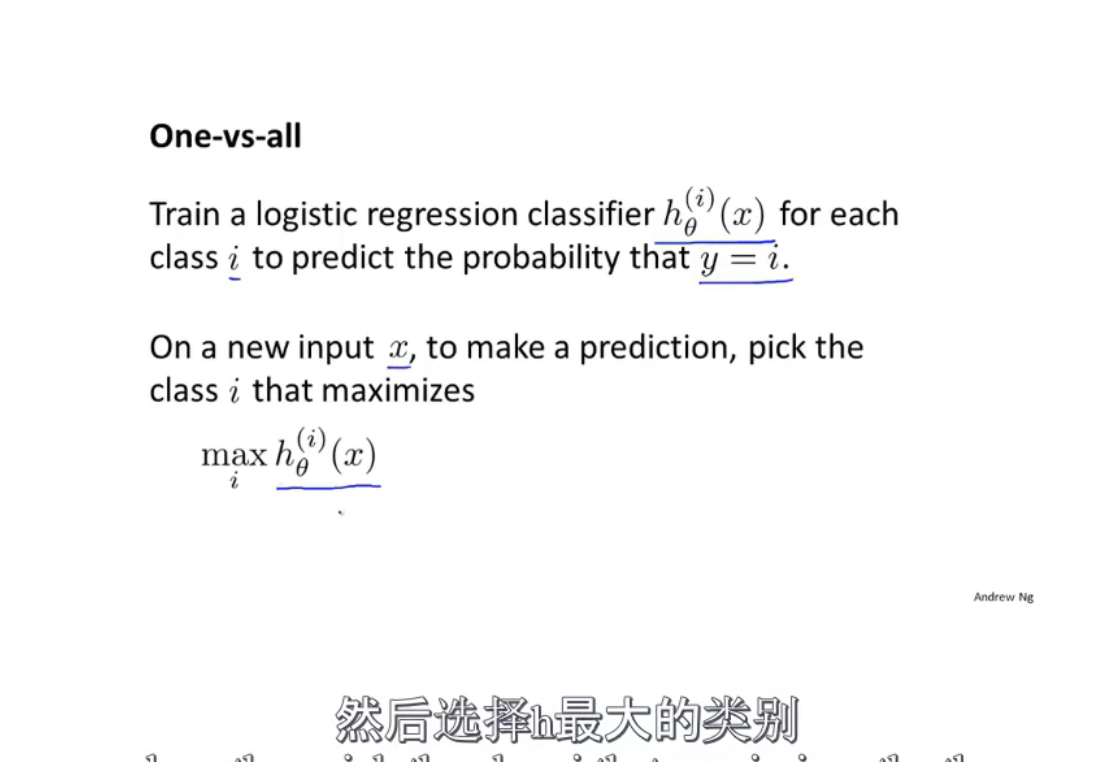 One-vs-all
Train a logistic regression classifier $h_\theta^{(i)}(x)$ for each
class $i$ to predict the probability that $y = i$.
On a new input $x$, to make a prediction, pick the
class $i$ that maximizes
$\max_i h_\theta^{(i)}(x)$
Andrew Ng
然后选择h最大的类别